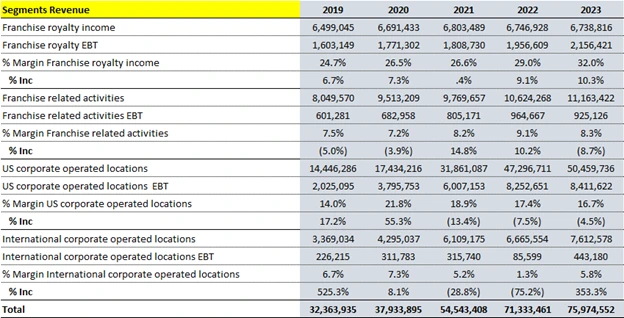 Segments Revenue 2019 2020 2021 2022 2023
Franchise royalty income 6,499,045 6,691,433 6,803,489 6,746,928 6,738,816
Franchise royalty EBT 1,603,149 1,771,302 1,808,730 1,956,609 2,156,421
% Margin Franchise royalty income 24.7% 26.5% 26.6% 29.0% 32.0%
% Inc 6.7% 7.3% .4% 9.1% 10.3%
Franchise related activities 8,049,570 9,513,209 9,769,657 10,624,268 11,163,422
Franchise related activities EBT 601,281 682,958 805,171 964,667 925,126
% Margin Franchise related activities 7.5% 7.2% 8.2% 9.1% 8.3%
% Inc (5.0%) (3.9%) 14.8% 10.2% (8.7%)
US corporate operated locations 14,446,286 17,434,216 31,861,087 47,296,711 50,459,736
US corporate operated locations EBT 2,025,095 3,795,753 6,007,153 8,252,651 8,411,622
% Margin US corporate operated locations 14.0% 21.8% 18.9% 17.4% 16.7%
% Inc 17.2% 55.3% (13.4%) (7.5%) (4.5%)
International corporate operated locations 3,369,034 4,295,037 6,109,175 6,665,554 7,612,578
International corporate operated locations EBT 226,215 311,783 315,740 85,599 443,180
% Margin International corporate operated locations 6.7% 7.3% 5.2% 1.3% 5.8%
% Inc 525.3% 8.1% (28.8%) (75.2%) 353.3%
Total 32,363,935 37,933,895 54,543,408 71,333,461 75,974,552